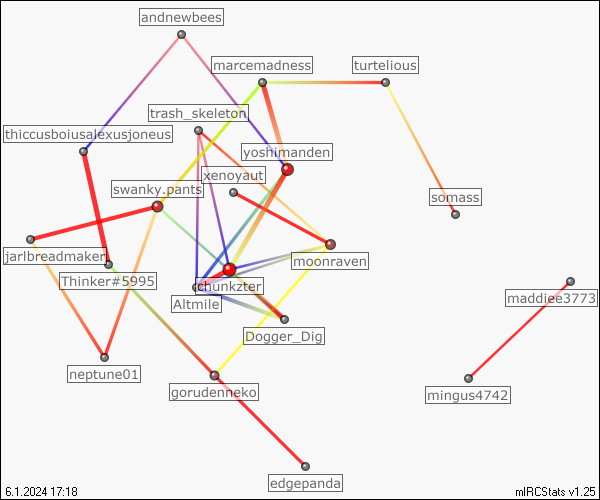 andnewbees
marcemadness
turtelious
trash_skeleton
thiccusboiusalexusjoneus
yoshimanden
xenoyaut
swanky.pants
somass
jarlbreadmaker
moonraven
Thinker#5995
chunkzter
maddiee3773
Altmile
Dogger_Dig
neptune01
gorudenneko
mingus4742
edgepanda
6.1.2024 17:18
mIRCStats v1.25